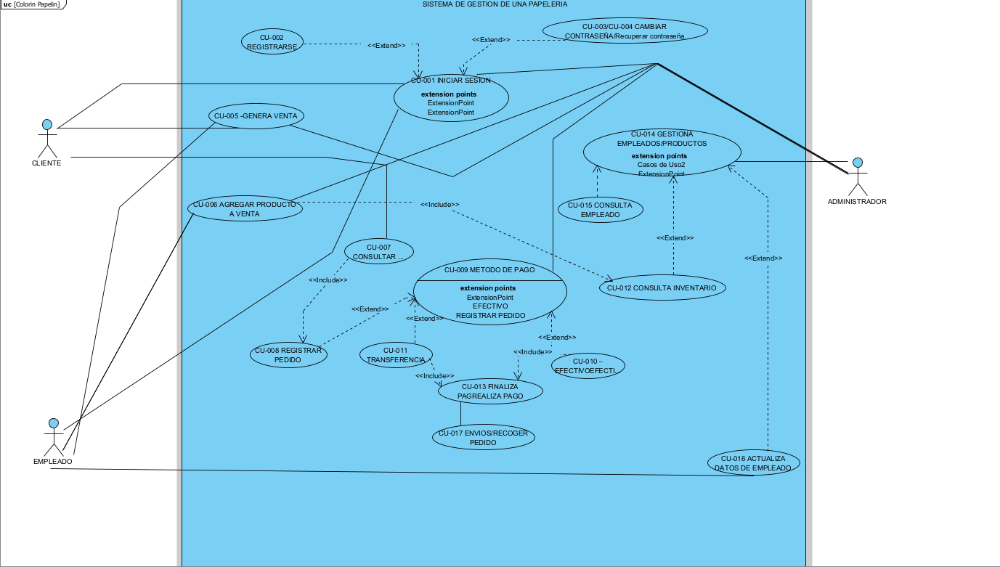 uc [Colorin Papelin]
SISTEMA DE GESTION DE UNA PAPELERIA
CU-002
REGISTRARSE
<<Extend>>
<<Extend>>
CU-003/CU-004 CAMBIAR
CONTRASEÑA/Recuperar contraseña
CU-001 INICIAR SESION
extension points
ExtensionPoint
ExtensionPoint
CU-005 -GENERA VENTA
CLIENTE
CU-014 GESTIONA
EMPLEADOS/PRODUCTOS
extension points
Casos de Uso2
ExtensionPoint
ADMINISTRADOR
CU-006 AGREGAR PRODUCTO
A VENTA
<<Include>>
CU-015 CONSULTA
EMPLEADO
<<Extend>>
<<Extend>>
CU-007
CONSULTAR ...
<<Include>>
CU-009 METODO DE PAGO
extension points
ExtensionPoint
EFECTIVO
REGISTRAR PEDIDO
CU-012 CONSULTA INVENTARIO
<<Extend>>
<<Extend>>
<<Extend>>
<<Include>>
CU-008 REGISTRAR
PEDIDO
CU-011
TRANSFERENCIA
CU-010 –
EFECTIVOEFECTI...
<<Include>>
CU-013 FINALIZA
PAGREALIZA PAGO
CU-017 ENVIOS/RECOGER
PEDIDO
EMPLEADO
CU-016 ACTUALIZA
DATOS DE EMPLEADO